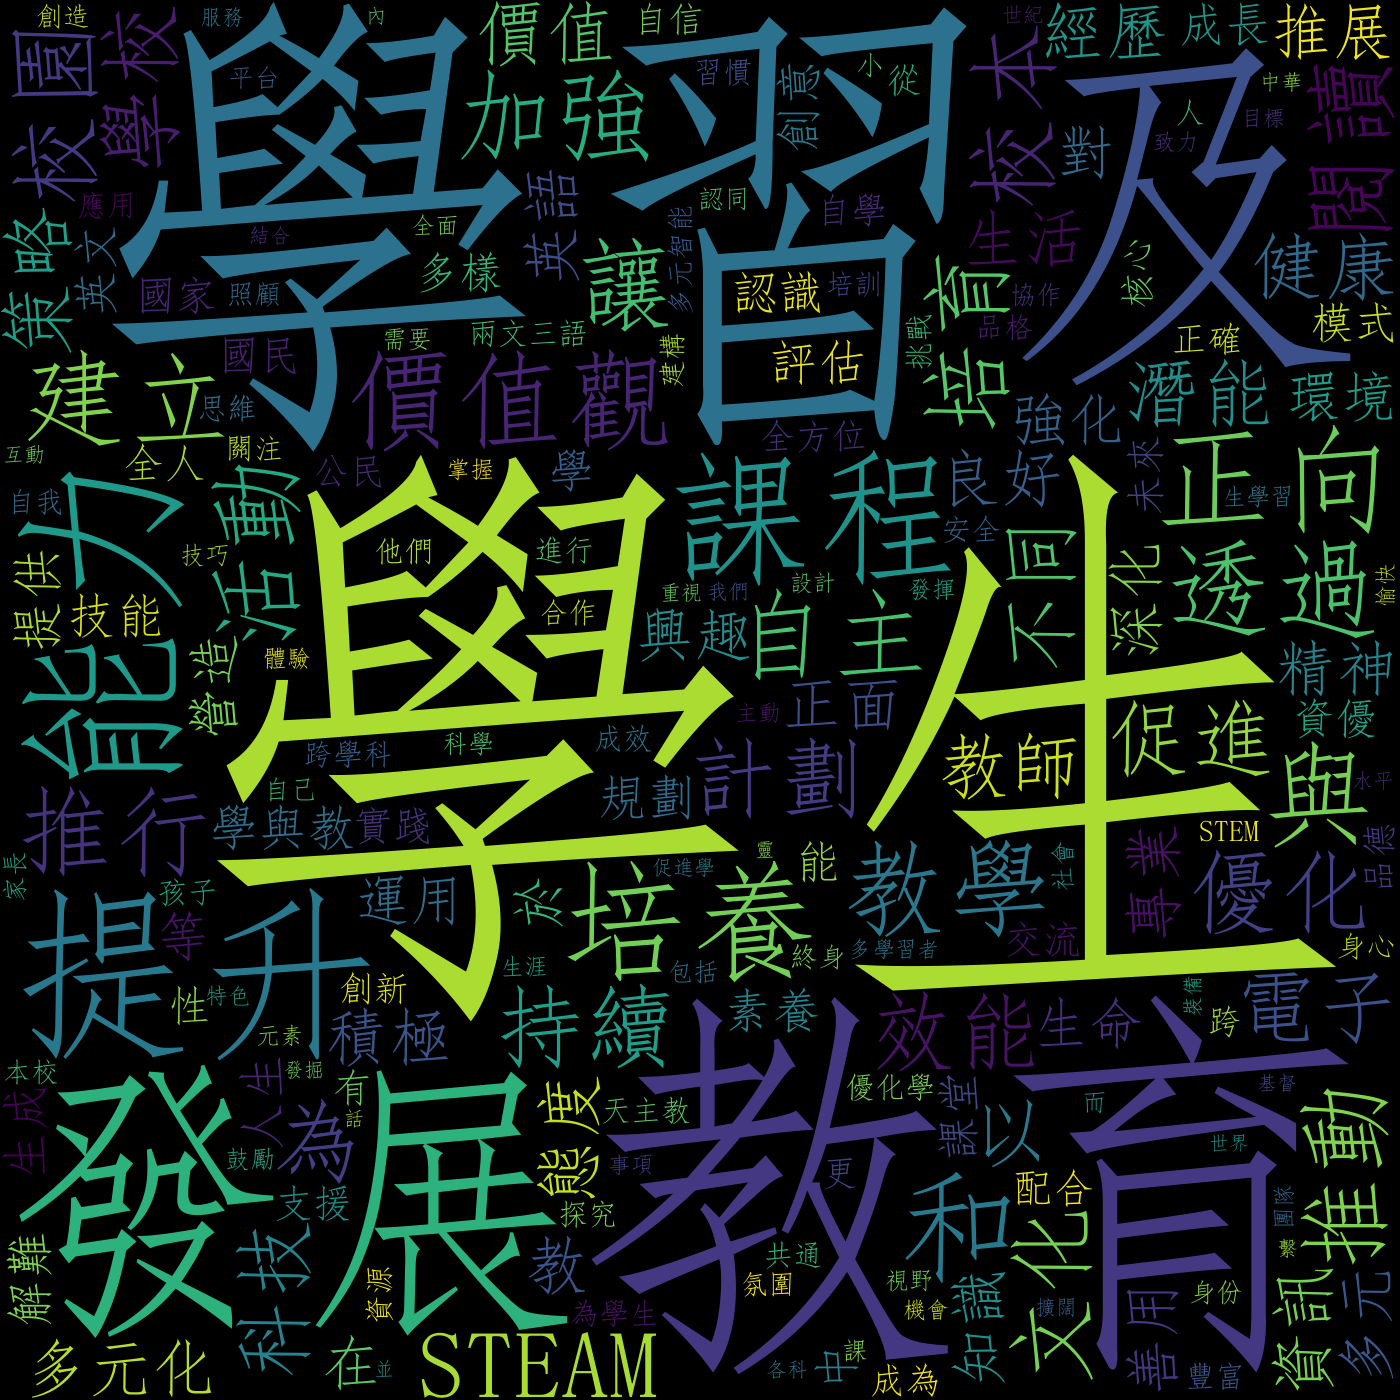 創造
服務
內
價值
自信
世紀
經歷
成長
推展
校園
學校
學習
平台
加強
習慣
創意
小
從
校本
及
對
中華
人
目標
致力
閱讀
應用
策略
英文
結合
全面
國家
照顧
多樣
英語
讓
認同
多元智能
自學
認識
培訓
評估
生活
培育
協作
品格
核心
健康
模式
正確
建立
國民
思維
需要
兩文三語
建構
挑戰
價值觀
全方位
強化
潛能
環境
互動
全人
關注
公民
掌握
學
課程
良好
未來
正向
生學習
自我
能力
活動
技巧
他們
進行
安全
不同
深化
透過
愉快
提供
技能
合作
重視
我們
設計
發揮
興趣
自主
營造
體驗
學生
正面
主動
精神
資優
跨學科
科學
成效
自己
計劃
規劃
教師
促進
與
水平
推行
學與教
實踐
STEM
家長
孩子
等
運用
培養
促進學
靈
能
教學
社會
專業
優化
品德
提升
於
交流
多學習者
身心
生涯
包括
終身
性
特色
創新
積極
持續
素養
效能
生命
裝備
跨
電子
元素
本校
發掘
生成
人生
為
有
話
發展
態度
天主教
教育
優化學
課堂
以
而
基督
推動
鼓勵
支援
事項
更
和
配合
世界
解難
科技
探究
教
共通
氛圍
視野
機會
知識
文化
擴闊
善用
身份
團隊
繫
資訊
多元
資源
為學生
多元化
在
並
STEAM
各科
中
課
成為
豐富